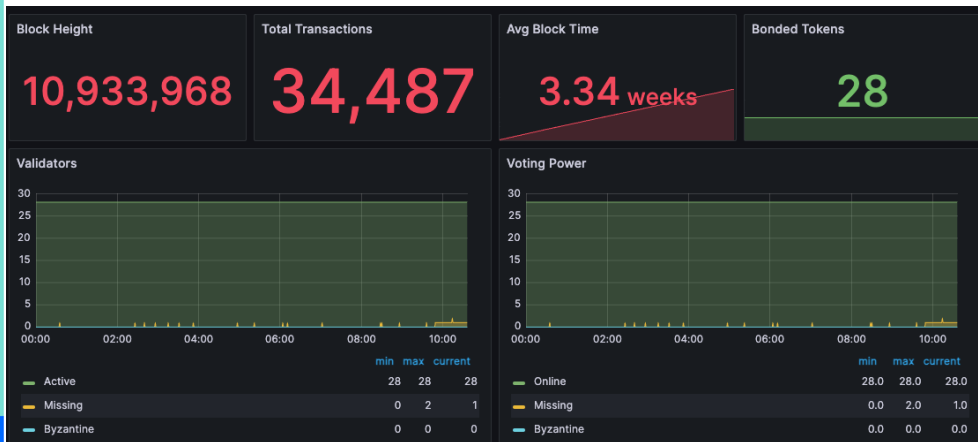 Block Height
10,933,968
Total Transactions
34,487
Avg Block Time
3.34 weeks
Bonded Tokens
28
Validators
30
25
20
15
10
5
0
00:00 02:00 04:00 06:00 08:00 10:00
min max current
Active 28 28 28
Missing 0 2 1
Byzantine 0 0 0
Voting Power
30
25
20
15
10
5
0
00:00 02:00 04:00 06:00 08:00 10:00
min max current
Online 28.0 28.0 28.0
Missing 0.0 2.0 1.0
Byzantine 0.0 0.0 0.0